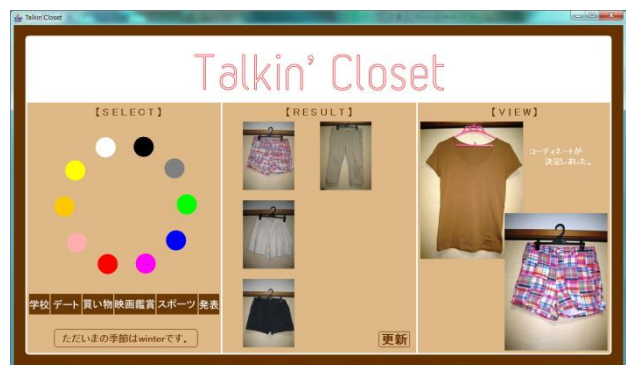 Talkin' Closet
Talkin' Closet
【SELECT】
【RESULT】
【VIEW】
コーディネートが
決定しました。
学校 デート 買い物 映画鑑賞 スポーツ 発表
ただいまの季節はwinterです。
更新